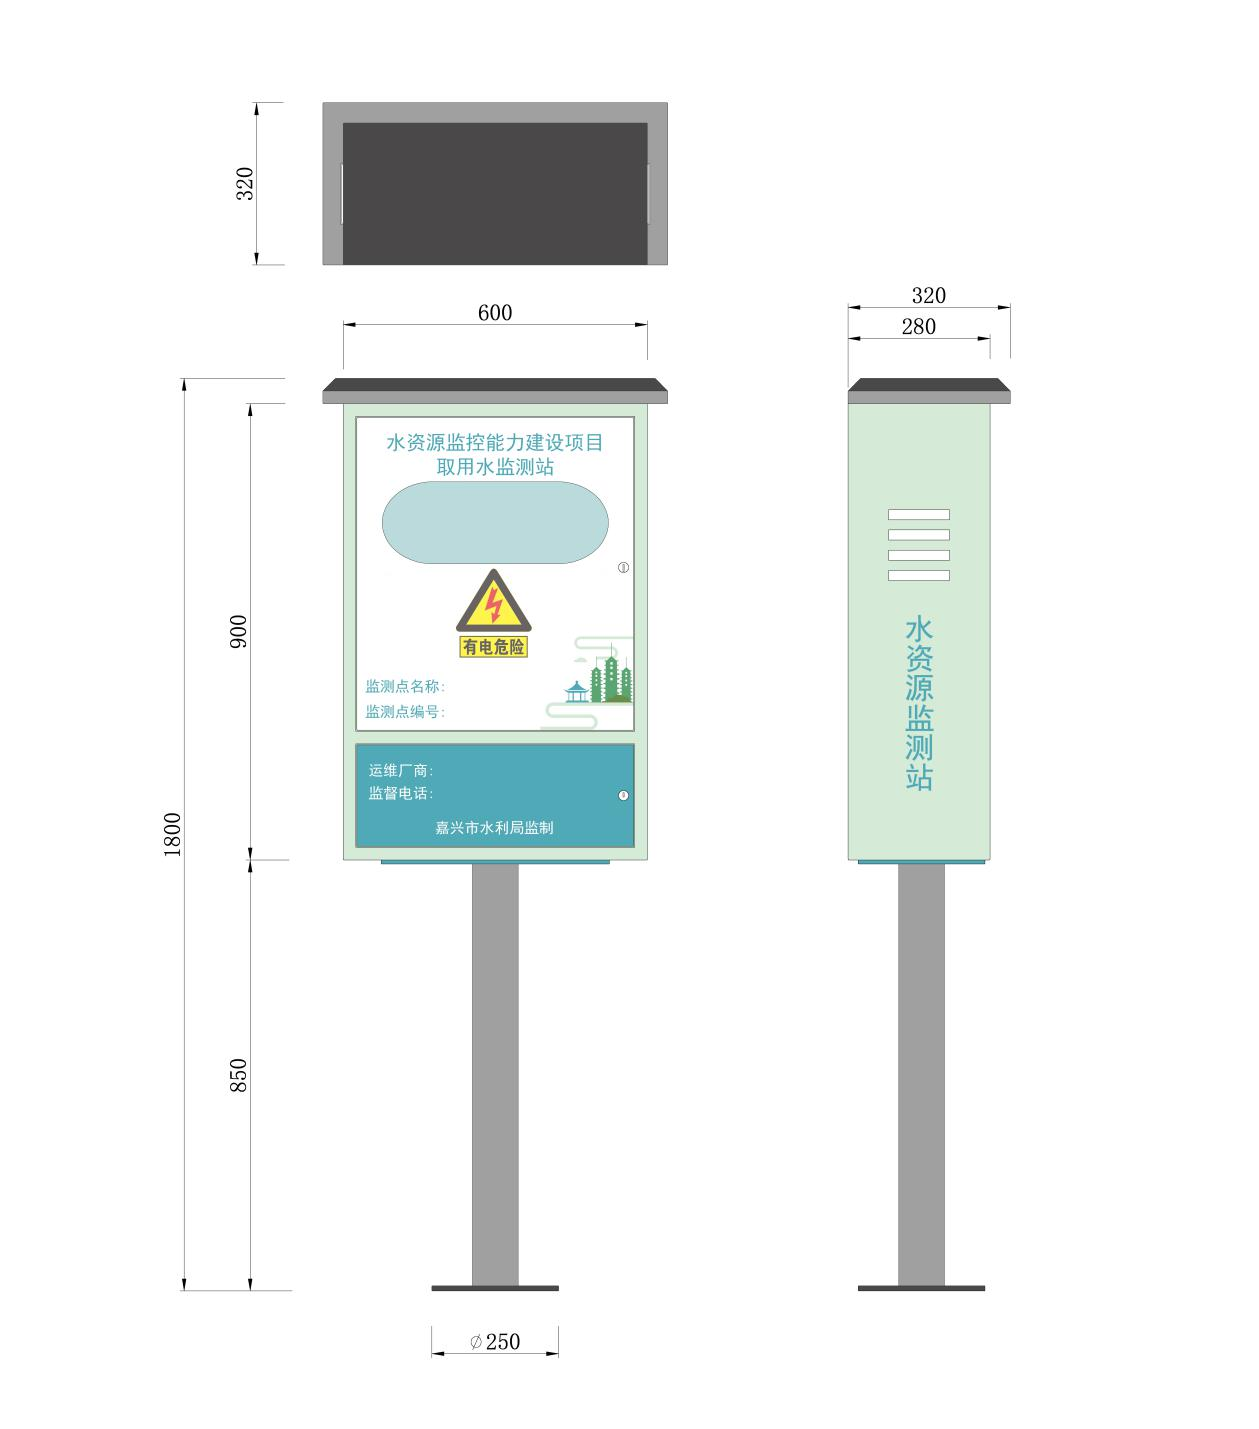 320
600
320
280
水资源监控能力建设项目
取用水监测站
有电危险
监测点名称:
监测点编号:
运维厂商:
监督电话:
嘉兴市水利局监制
水资源监测站
900
1800
850
∅250